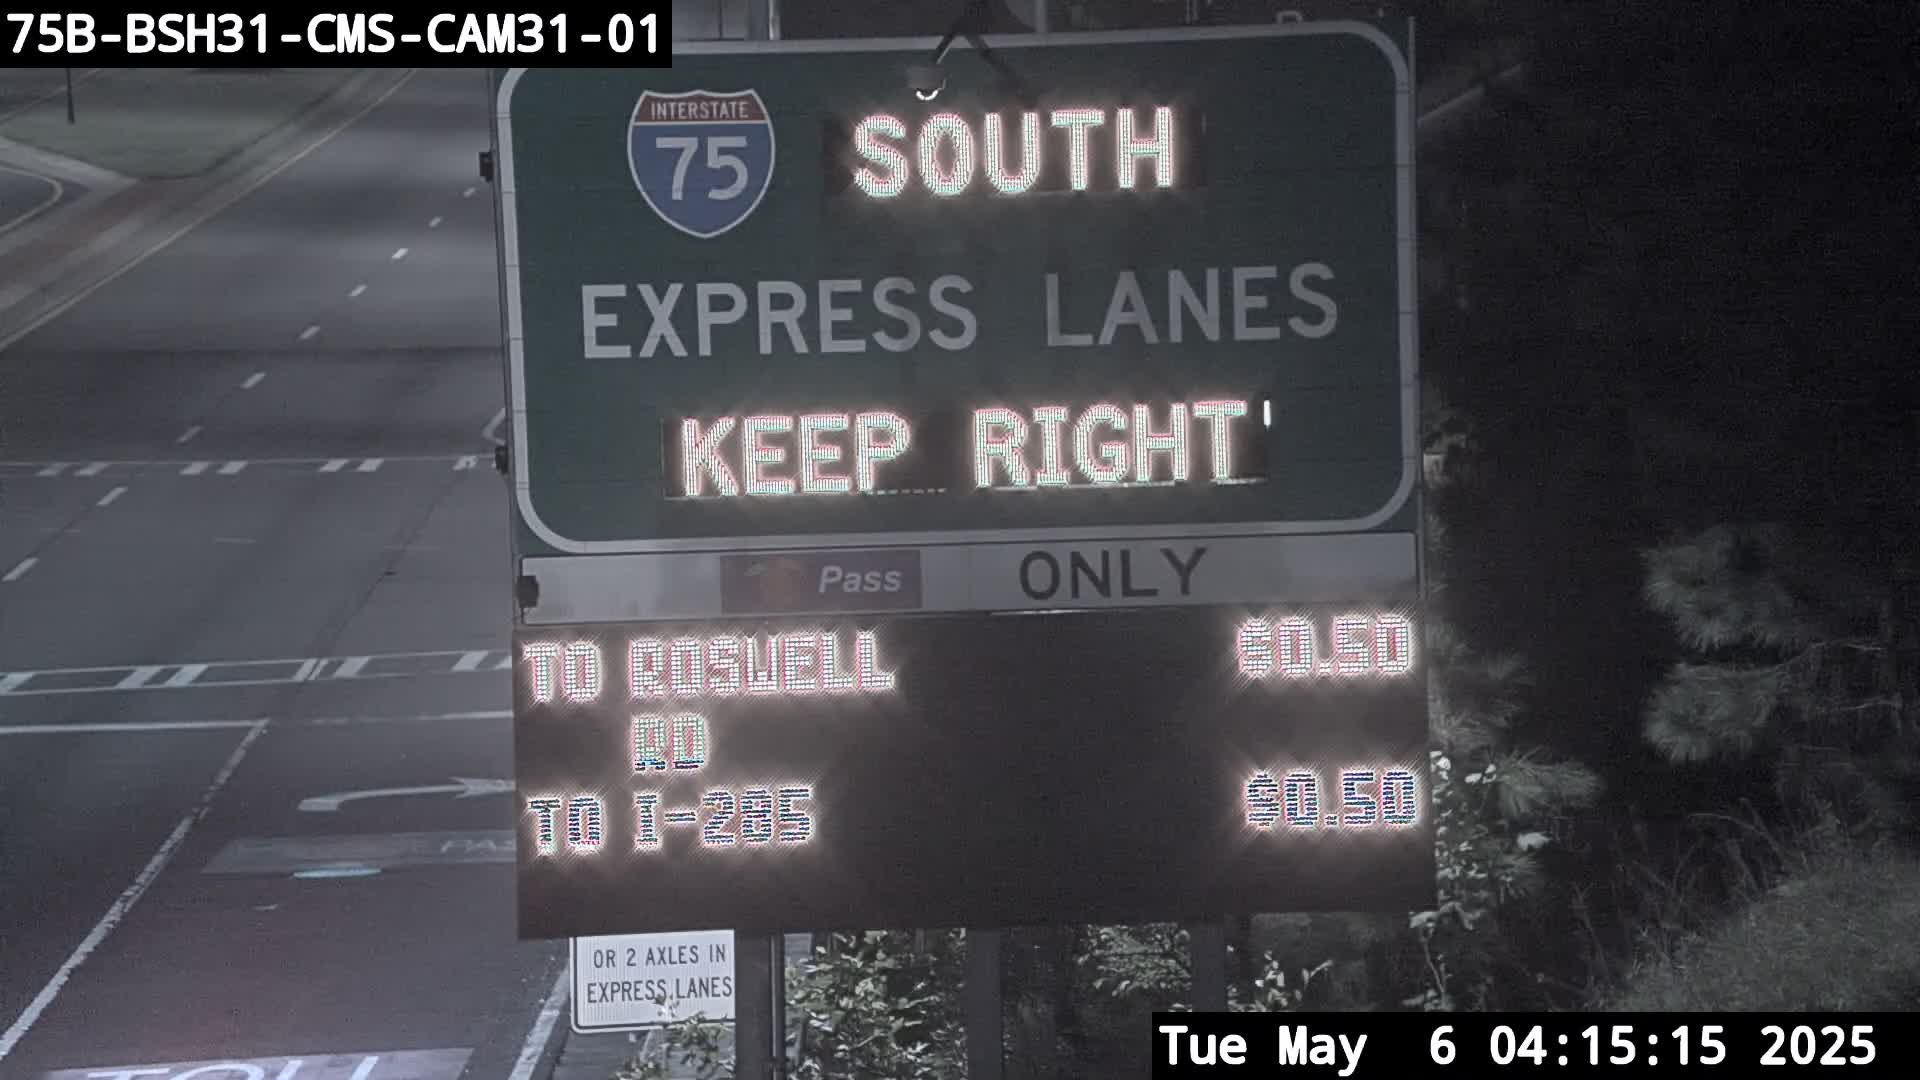 75B-BSH31-CMS-CAM31-01
INTERSTATE
75
SOUTH
EXPRESS LANES
KEEP RIGHT
Pass ONLY
TO ROSWELL $0.50
RD
TO I-285 $0.50
OR 2 AXLES IN
EXPRESS LANES
TOLL
Tue May 6 04:15:15 2025